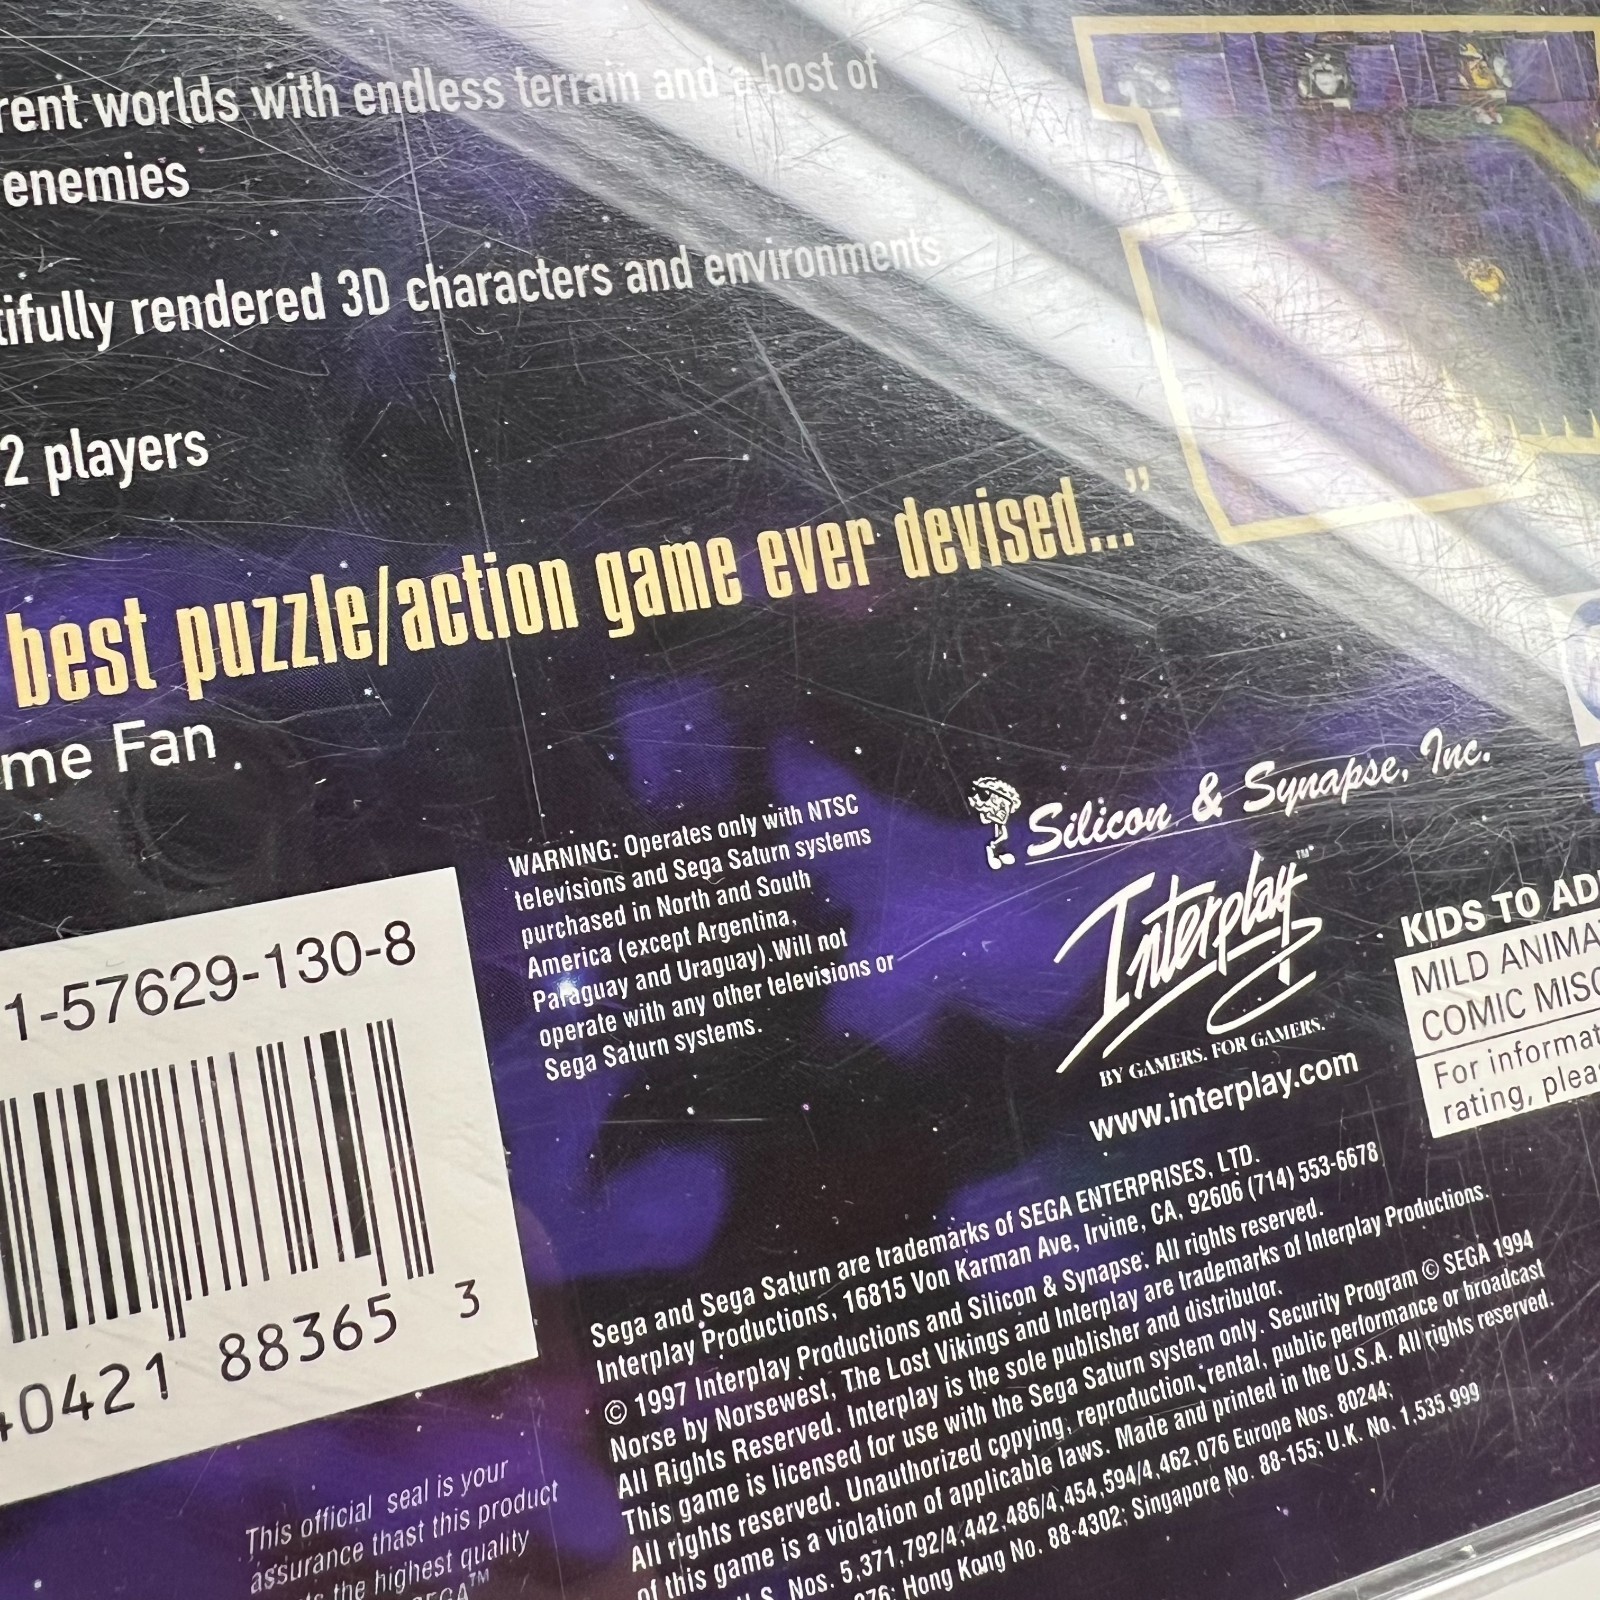 rent worlds with endless terrain and a host of
enemies
tifully rendered 3D characters and environments
2 players
best puzzle/action game ever devised..."
me Fan
1-57629-130-8
0421 88365 3
WARNING: Operates only with NTSC
televisions and Sega Saturn systems
purchased in North and South
America (except Argentina,
Paraguay and Uraguay).Will not
operate with any other televisions or
Sega Saturn systems.
Silicon & Synapse, Inc.
Interplay™
BY GAMERS. FOR GAMERS.™
www.interplay.com
KIDS TO AD
MILD ANIMA
COMIC MISC
For informat
rating, plea
Sega and Sega Saturn are trademarks of SEGA ENTERPRISES, LTD.
Interplay Productions, 16815 Von Karman Ave, Irvine, CA, 92606 (714) 553-6678
© 1997 Interplay Productions and Silicon & Synapse. All rights reserved.
Norse by Norsewest, The Lost Vikings and Interplay are trademarks of Interplay Productions.
All Rights Reserved. Interplay is the sole publisher and distributor.
This game is licensed for use with the Sega Saturn system only. Security Program © SEGA 1994
All rights reserved. Unauthorized copying, reproduction, rental, public performance or broadcast
of this game is a violation of applicable laws. Made and printed in the U.S.A. All rights reserved.
Nos. 5,371,792/4,442,486/4,454,594/4,462,076 Europe Nos. 80244;
Hong Kong No. 88-4302; Singapore No. 88-155; U.K. No. 1,535,999
This official seal is your
assurance thast this product
the highest quality
SEGA™